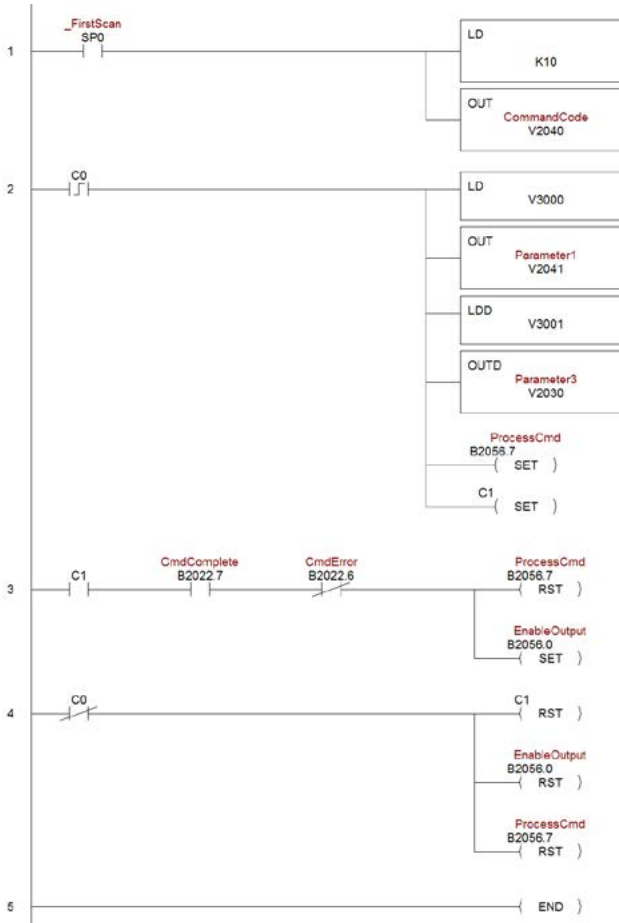 _FirstScan
SP0
1
LD
K10
OUT
CommandCode
V2040
C0
2
LD
V3000
OUT
Parameter1
V2041
LDD
V3001
OUTD
Parameter3
V2030
ProcessCmd
B2056.7
SET
C1
SET
CmdComplete
CmdError
ProcessCmd
C1
B2022.7
B2022.6
B2056.7
3
RST
EnableOutput
B2056.0
SET
C0
C1
4
RST
EnableOutput
B2056.0
RST
ProcessCmd
B2056.7
RST
5
END